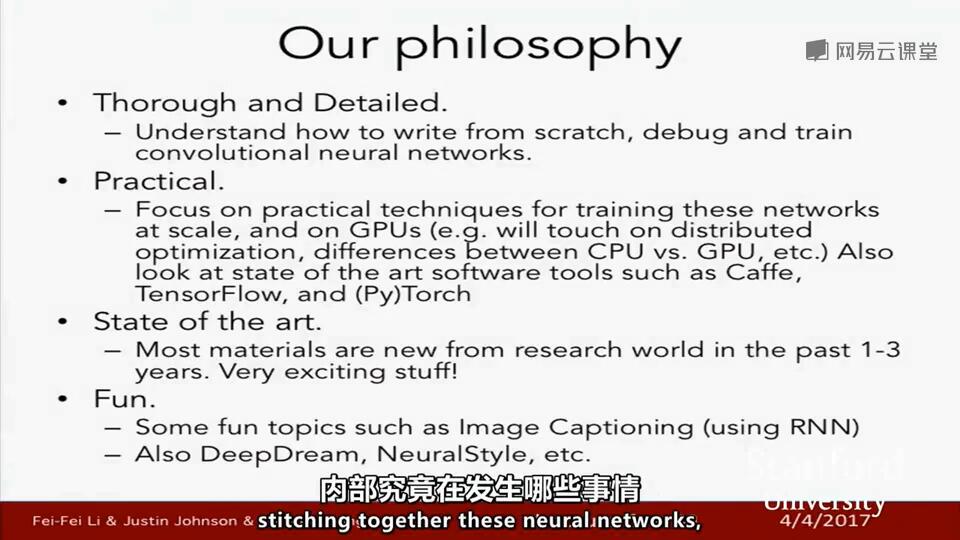 Our philosophy
网易云课堂
• Thorough and Detailed.
– Understand how to write from scratch, debug and train
convolutional neural networks.
• Practical.
– Focus on practical techniques for training these networks
at scale, and on GPUs (e.g. will touch on distributed
optimization, differences between CPU vs. GPU, etc.) Also
look at state of the art software tools such as Caffe,
TensorFlow, and (Py)Torch
• State of the art.
– Most materials are new from research world in the past 1-3
years. Very exciting stuff!
• Fun.
– Some fun topics such as Image Captioning (using RNN)
– Also DeepDream, NeuralStyle, etc.
Stanford
University
内部究竟在发生哪些事情
stitching together these neural networks,
Fei-Fei Li & Justin Johnson &
4/4/2017